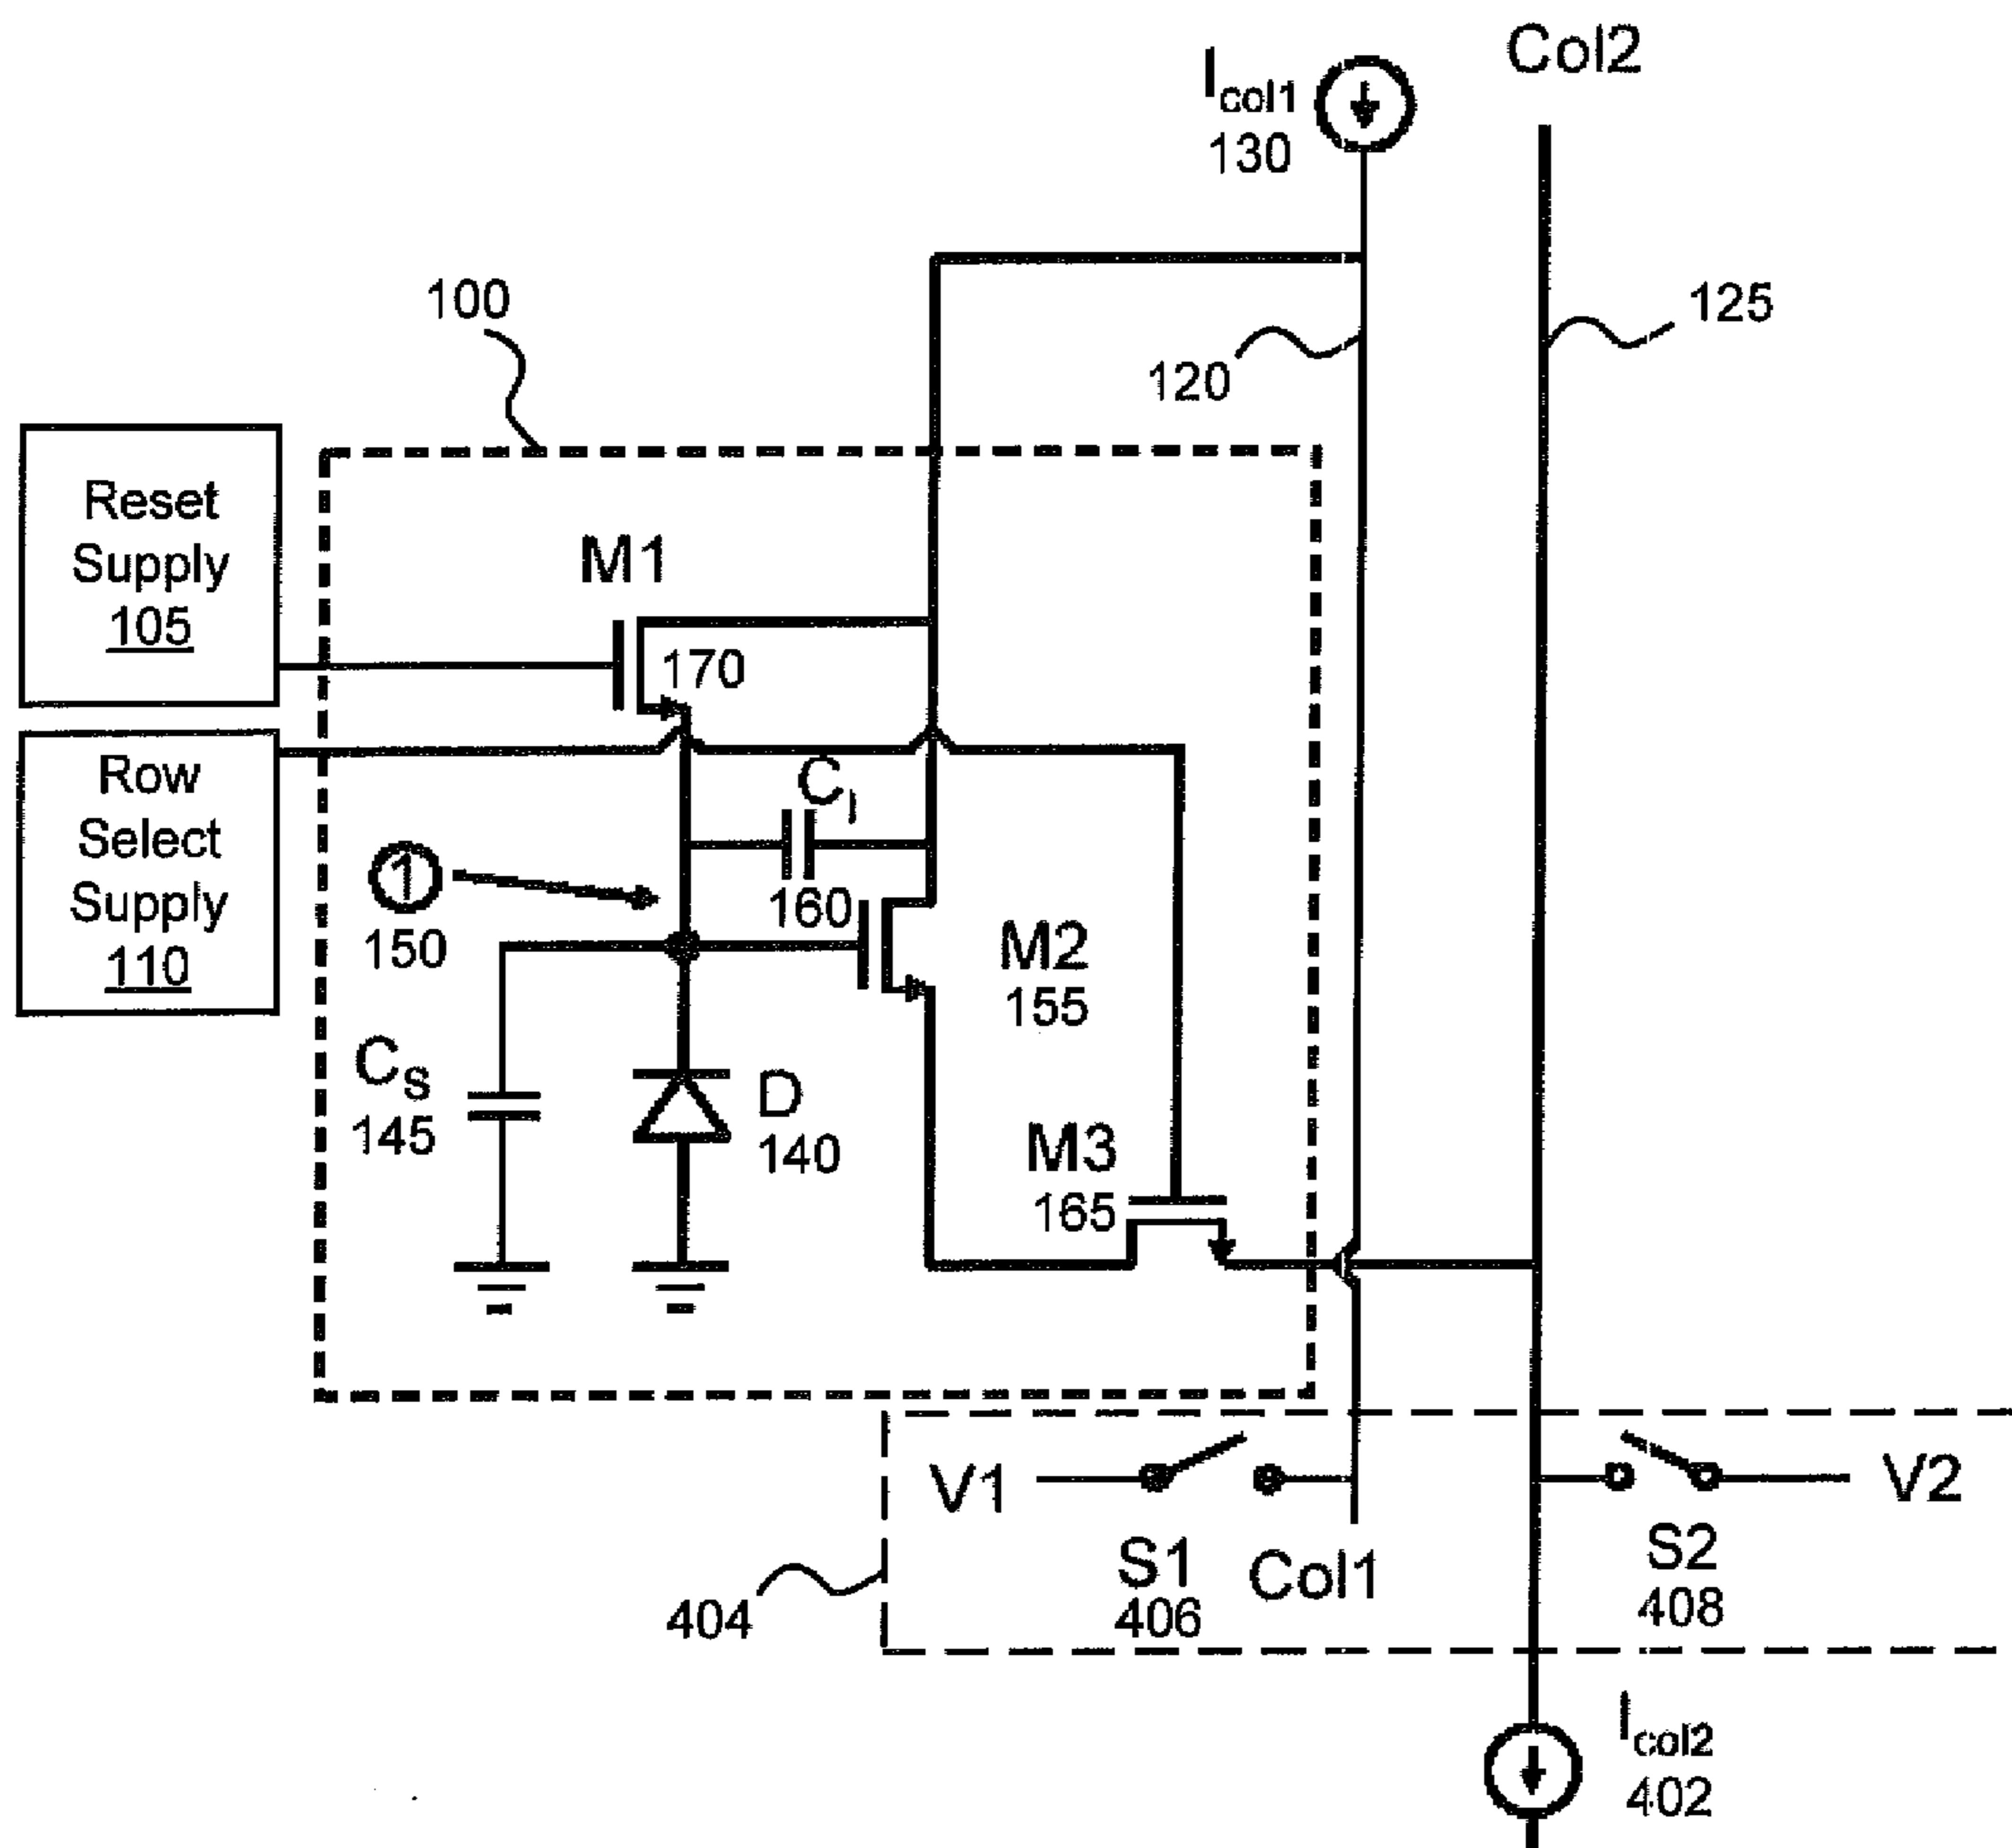 Col2
Icol1
130
100
125
120
Reset
Supply
105
M1
170
Row
Select
Supply
110
CI
160
1
150
M2
155
CS
145
D
140
M3
165
V1
V2
S1
406
Col1
S2
408
404
Icol2
402